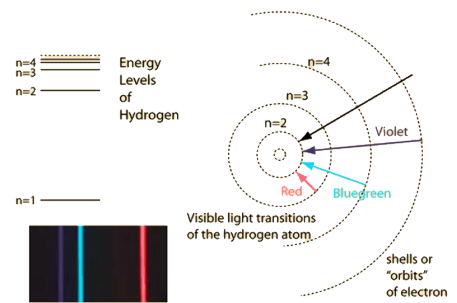 n=4
n=3
n=2
n=1
Energy
Levels
of
Hydrogen
n=4
n=3
n=2
Violet
Bluegreen
Red
Visible light transitions
of the hydrogen atom
shells or
"orbits"
of electron